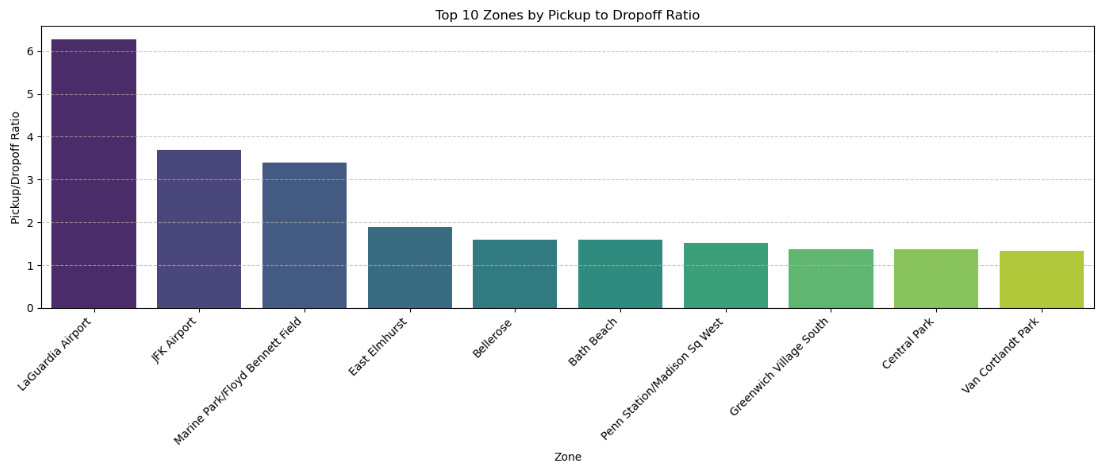 Top 10 Zones by Pickup to Dropoff Ratio
Pickup/Dropoff Ratio
6
5
4
3
2
1
0
LaGuardia Airport
JFK Airport
Marine Park/Floyd Bennett Field
East Elmhurst
Bellerose
Bath Beach
Penn Station/Madison Sq West
Greenwich Village South
Central Park
Van Cortlandt Park
Zone